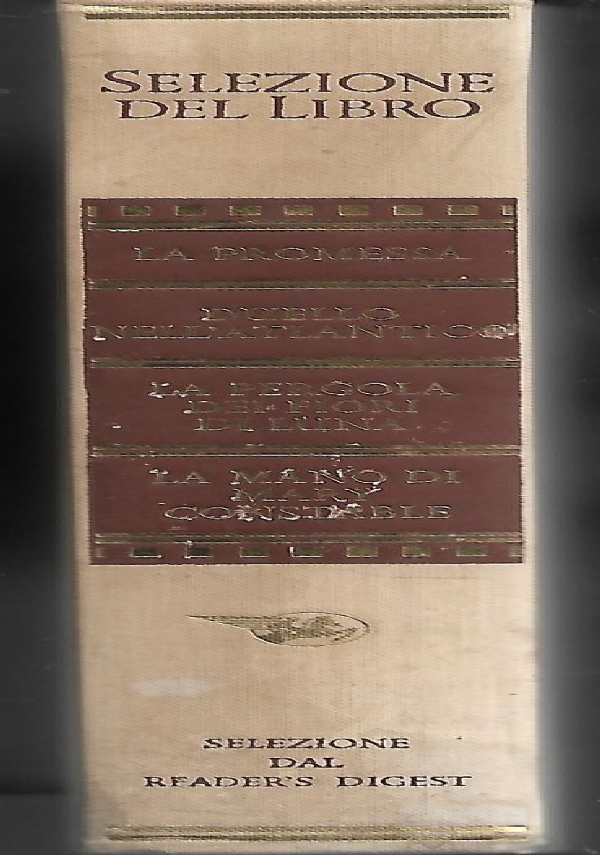 SELEZIONE
DEL LIBRO
LA PROMESSA
DUELLO
NELL'ATLANTICO
LA PERGOLA
DEI FIORI
DI LUNA
LA MANO DI
MARY
CONSTABLE
SELEZIONE
DAL
READER'S DIGEST